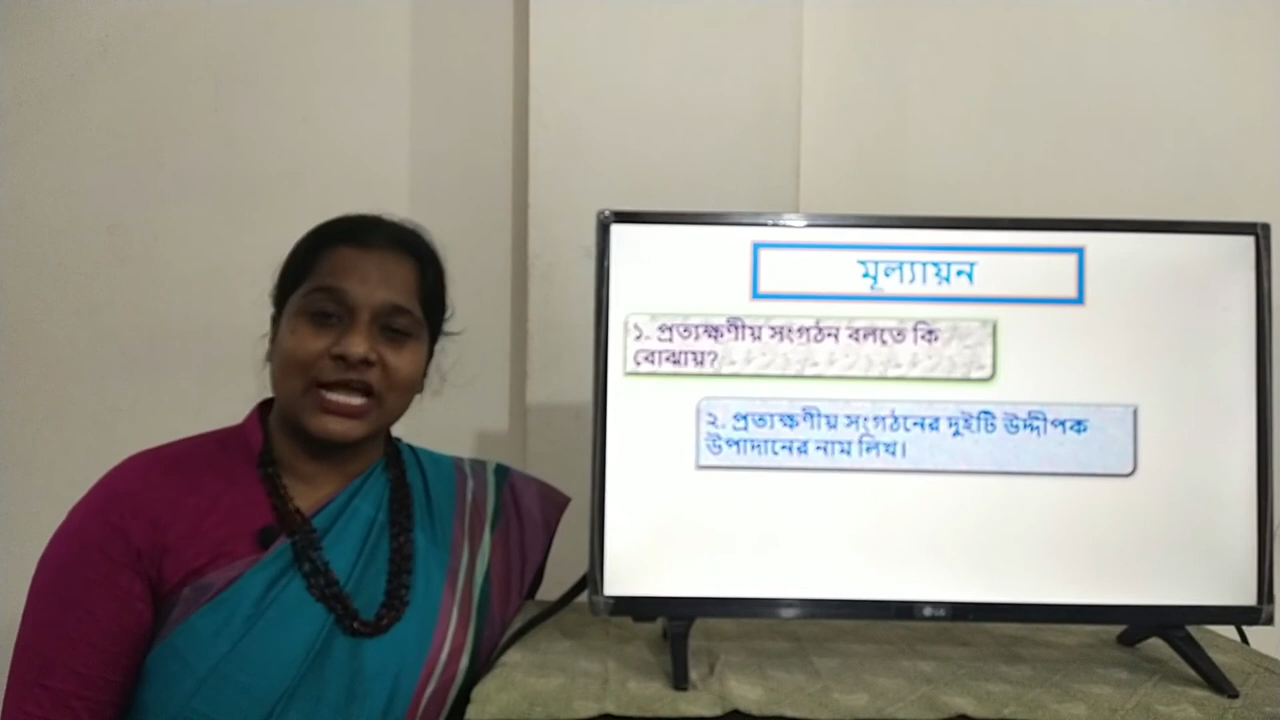 মূল্যায়ন
১. প্রত্যক্ষণীয় সংগঠন বলতে কি
বোঝায়?
২. প্রত্যক্ষণীয় সংগঠনের দুইটি উদ্দীপক
উপাদানের নাম লিখ।
LG